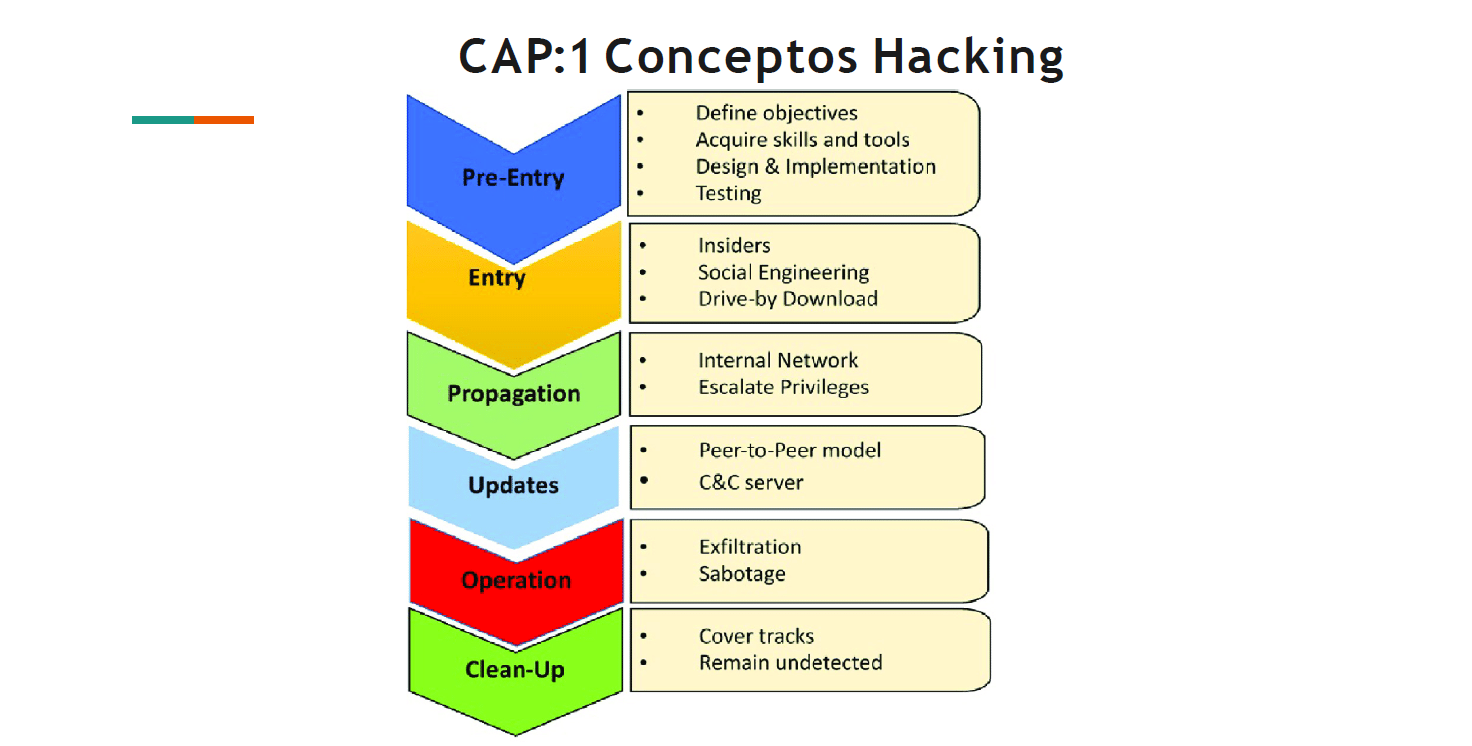 CAP:1 Conceptos Hacking
Pre-Entry
• Define objectives
• Acquire skills and tools
• Design & Implementation
• Testing
Entry
• Insiders
• Social Engineering
• Drive-by Download
Propagation
• Internal Network
• Escalate Privileges
Updates
• Peer-to-Peer model
• C&C server
Operation
• Exfiltration
• Sabotage
Clean-Up
• Cover tracks
• Remain undetected